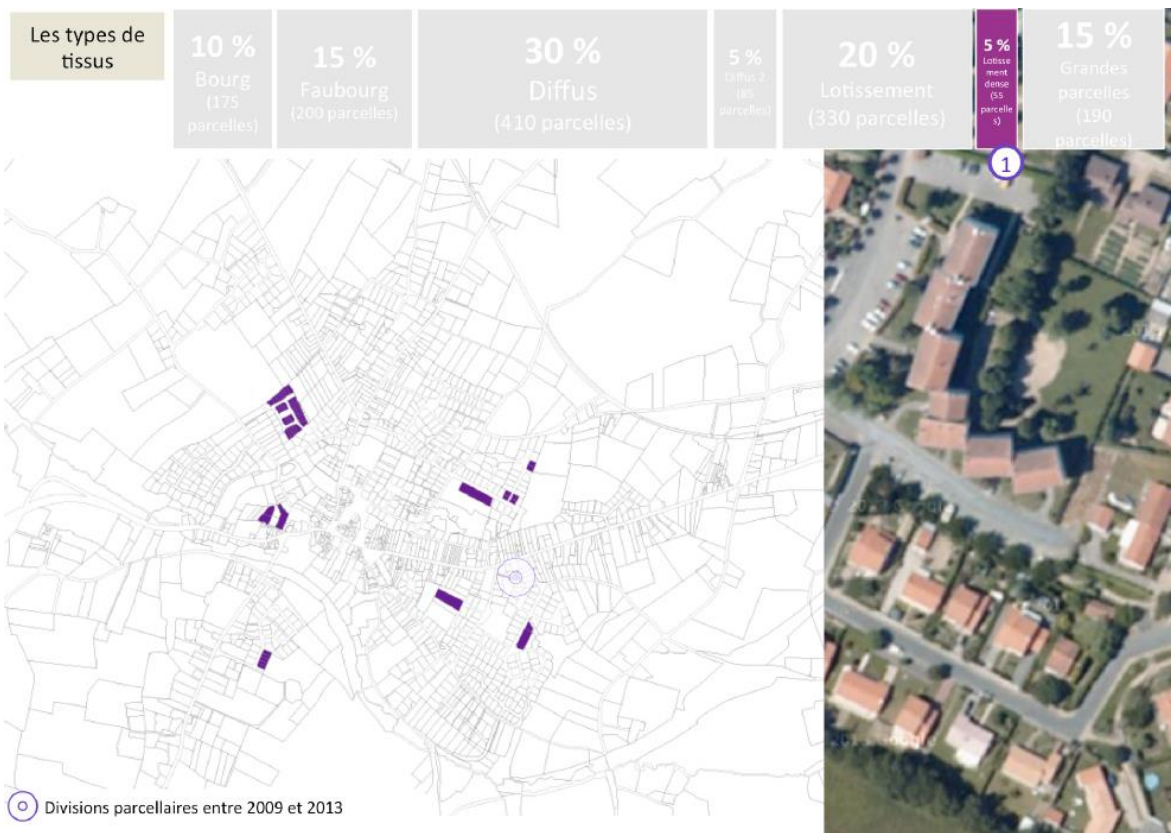 Les types de
tissus
10 %
Bourg
(175
parcelles)
15 %
Faubourg
(200 parcelles)
30 %
Diffus
(410 parcelles)
5 %
Diffus 2
(85
parcelles)
20 %
Lotissement
(330 parcelles)
5 %
Lotisse
ment
dense
(55
parcelle
s)
15 %
Grandes
parcelles
(190
parcelles)
1
Divisions parcellaires entre 2009 et 2013